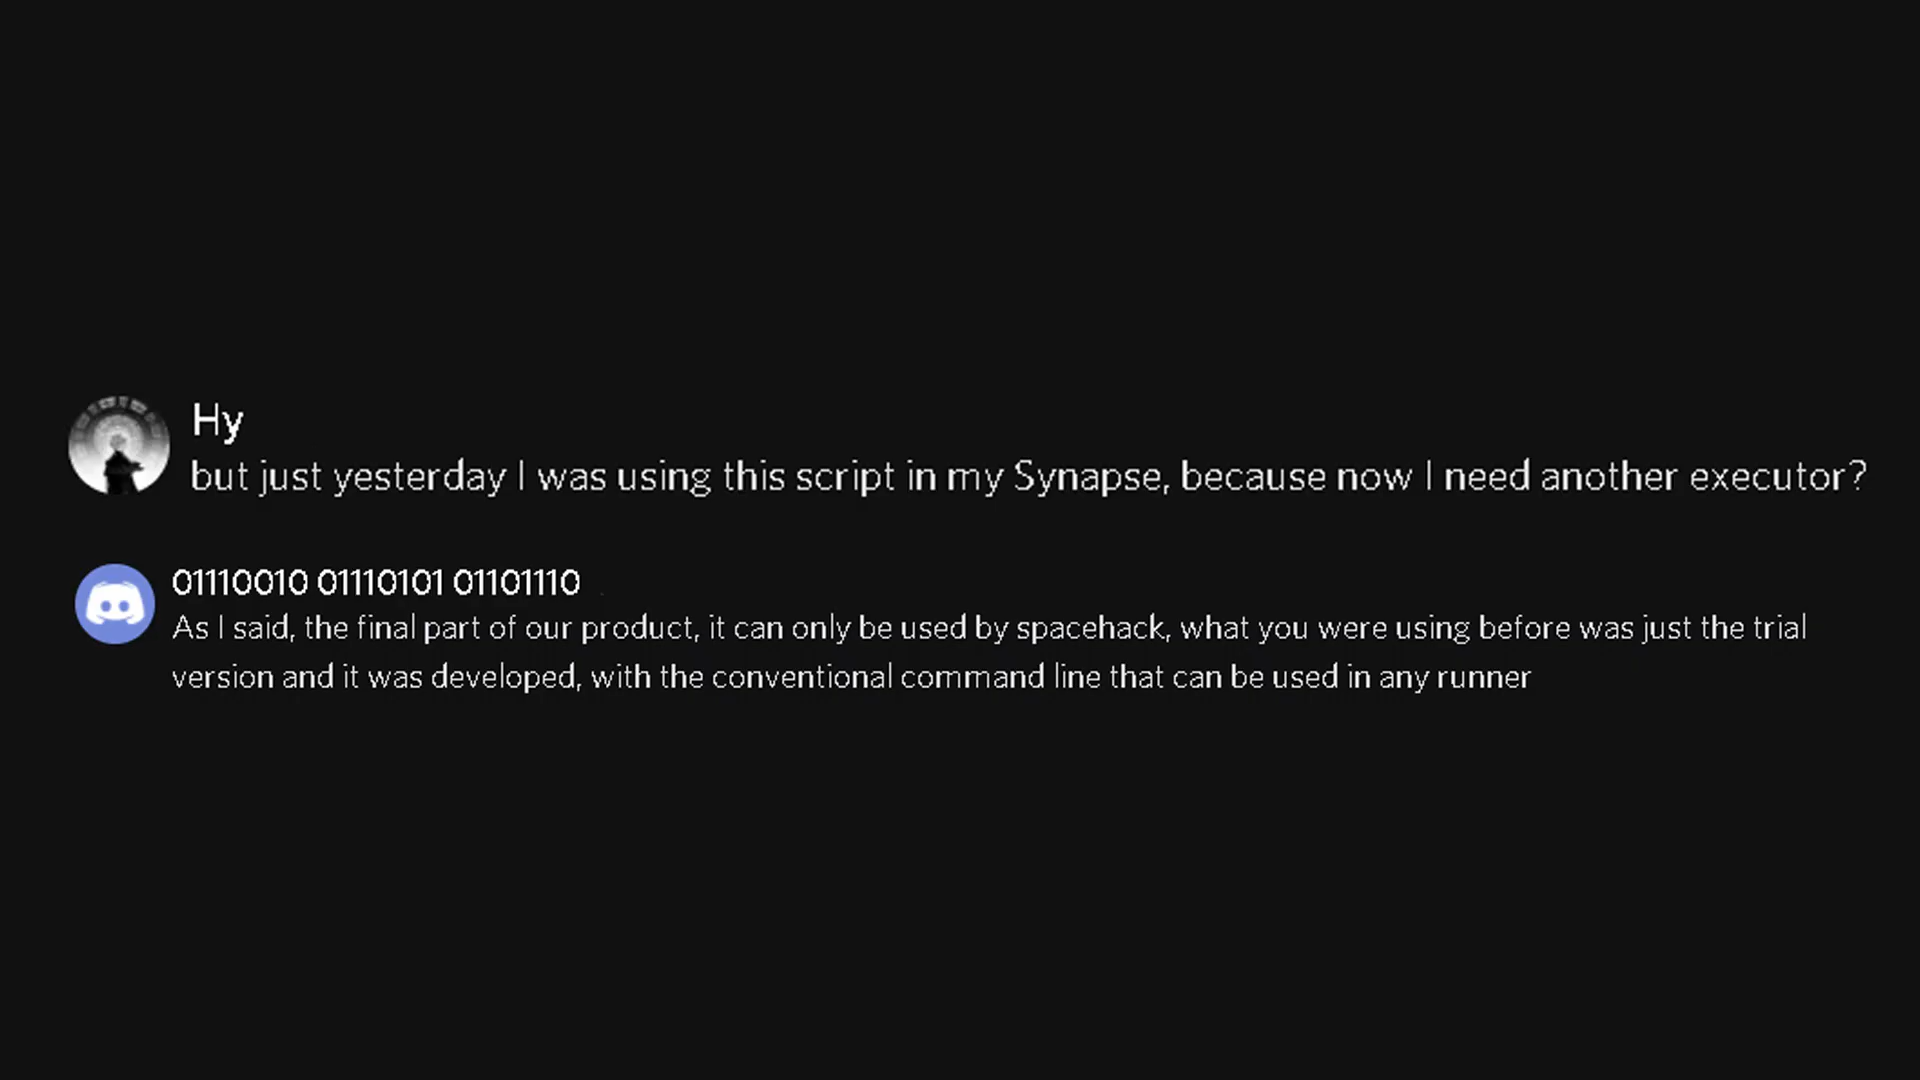 Hy
but just yesterday I was using this script in my Synapse, because now I need another executor?
01110010 01110101 01101110
As I said, the final part of our product, it can only be used by spacehack, what you were using before was just the trial
version and it was developed, with the conventional command line that can be used in any runner